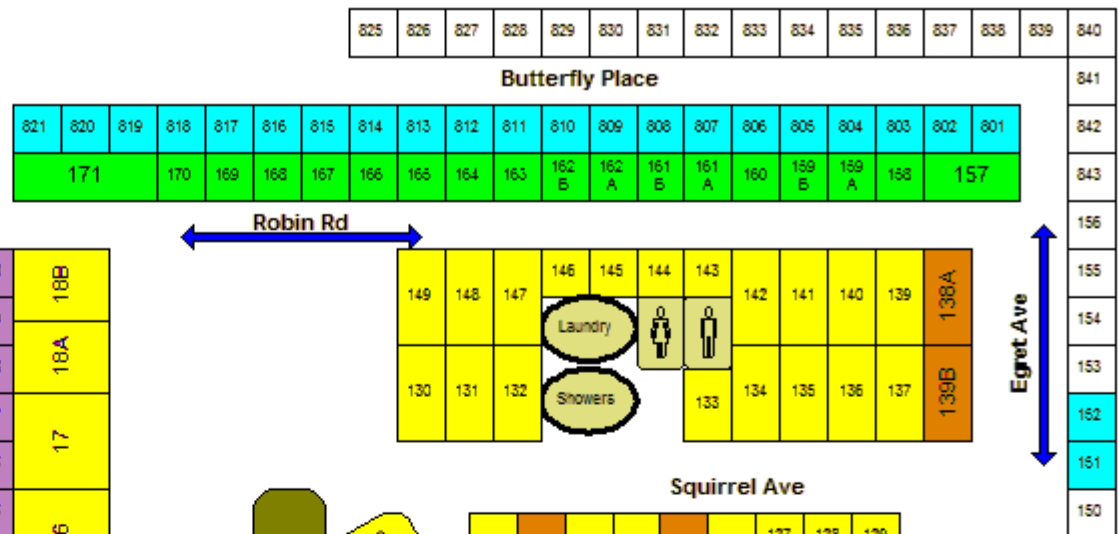 825 826 827 828 829 830 831 832 833 834 835 836 837 838 839 840
Butterfly Place
841
821 820 819 818 817 816 815 814 813 812 811 810 809 808 807 806 805 804 803 802 801 842
171 170 169 168 167 166 165 164 163 162 B 162 A 161 B 161 A 160 159 B 159 A 158 157 843
Robin Rd
156
18B
149 148 147 146 145 144 143 142 141 140 139 138A 155
Laundry
154
18A
Egret Ave
153
130 131 132 Showers 133 134 135 136 137 139B
152
17
151
Squirrel Ave
150
127 128 129